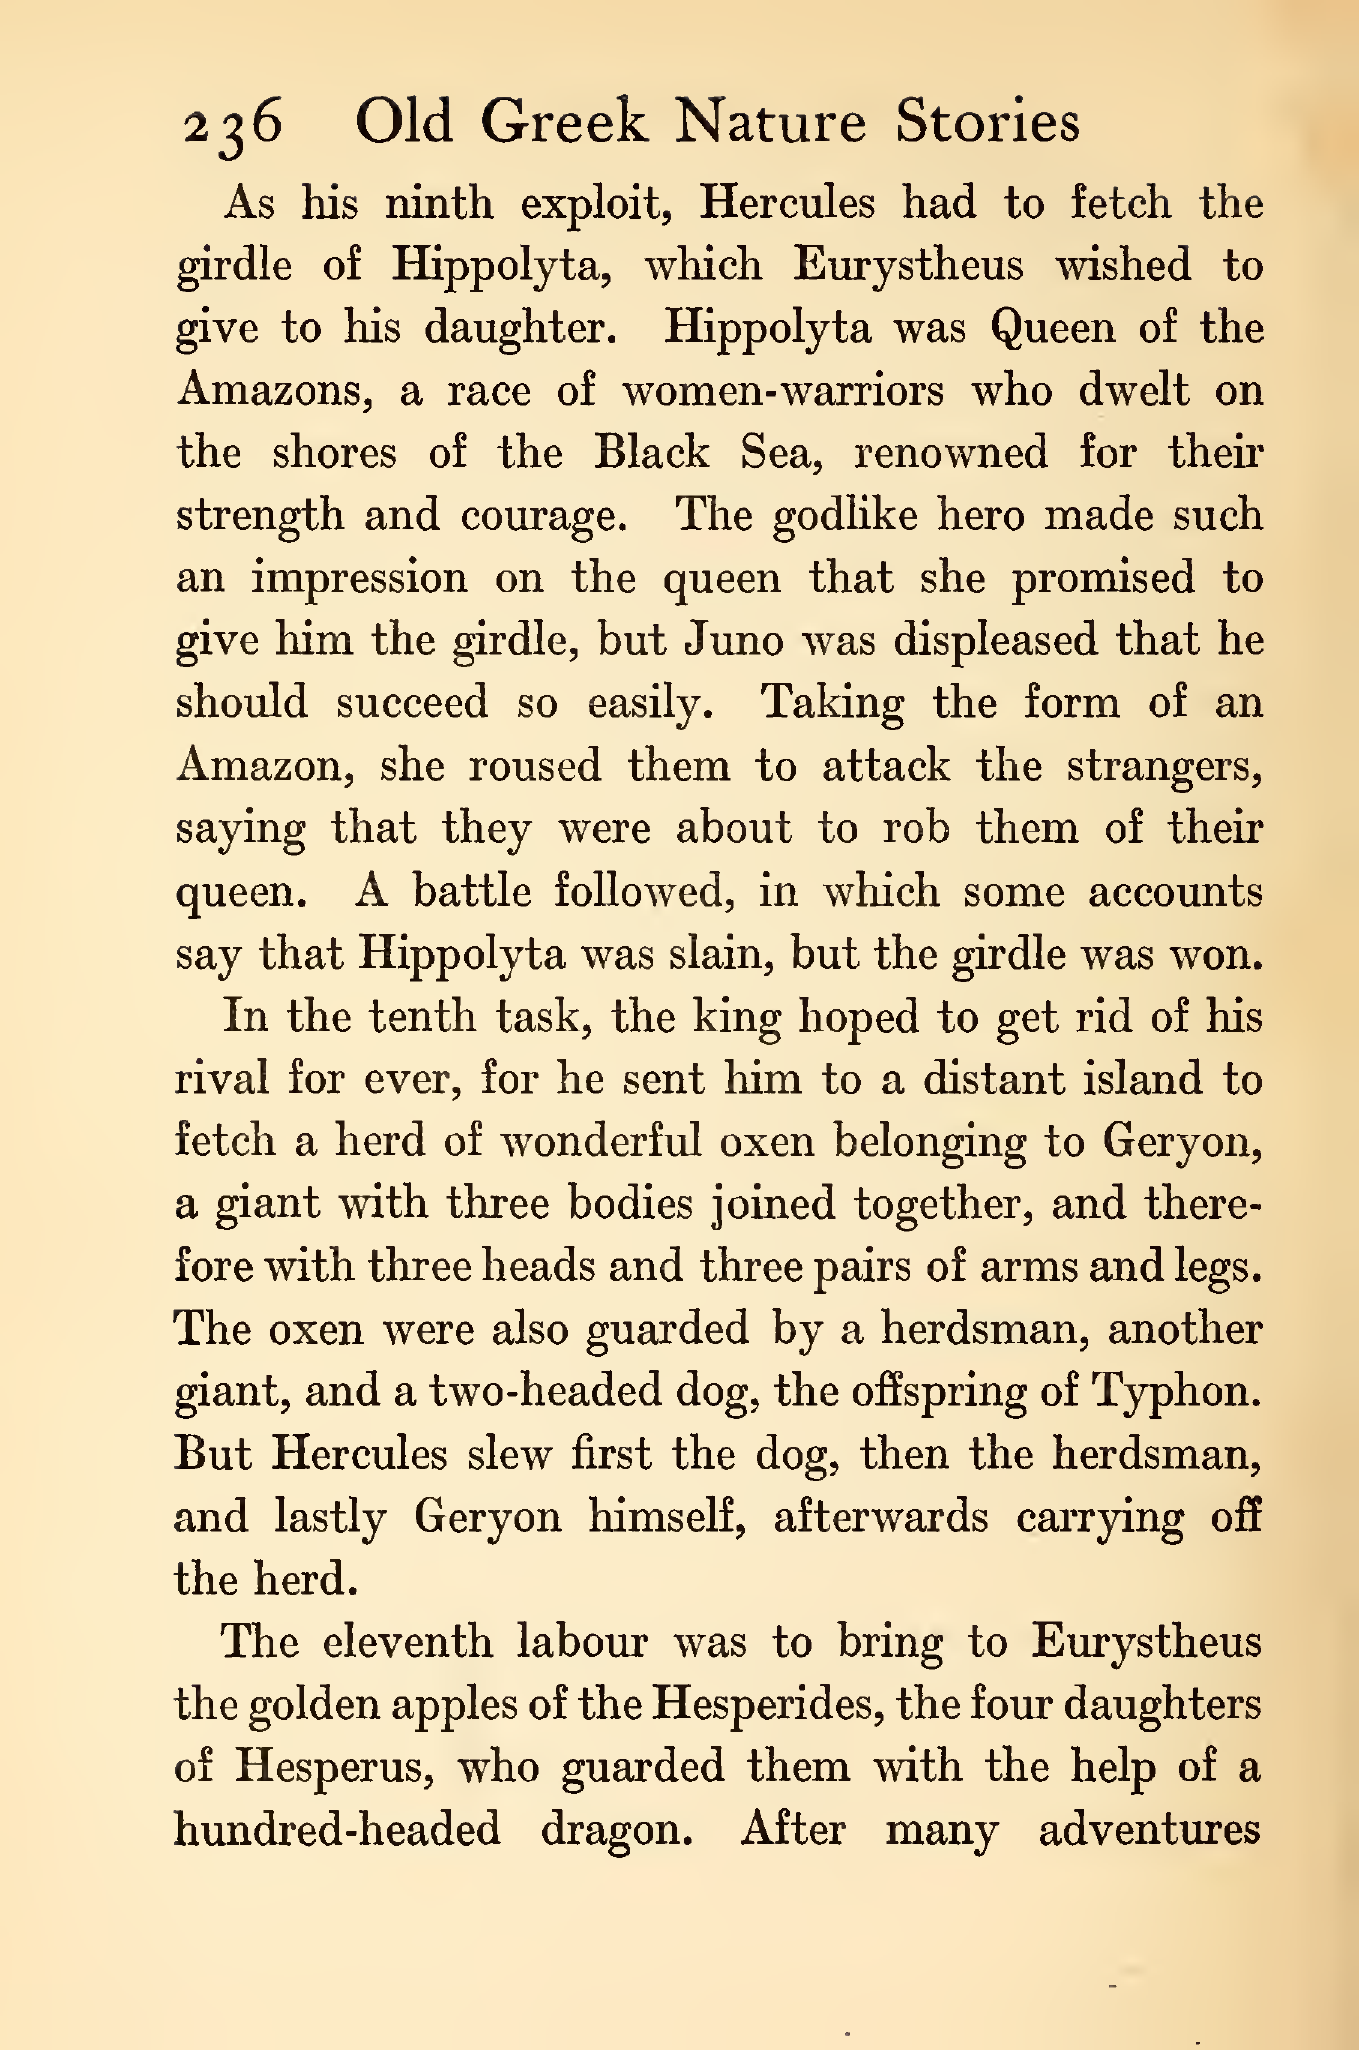 236 Old Greek Nature Stories
As his ninth exploit, Hercules had to fetch the
girdle of Hippolyta, which Eurystheus wished to
give to his daughter. Hippolyta was Queen of the
Amazons, a race of women-warriors who dwelt on
the shores of the Black Sea, renowned for their
strength and courage. The godlike hero made such
an impression on the queen that she promised to
give him the girdle, but Juno was displeased that he
should succeed so easily. Taking the form of an
Amazon, she roused them to attack the strangers,
saying that they were about to rob them of their
queen. A battle followed, in which some accounts
say that Hippolyta was slain, but the girdle was won.
In the tenth task, the king hoped to get rid of his
rival for ever, for he sent him to a distant island to
fetch a herd of wonderful oxen belonging to Geryon,
a giant with three bodies joined together, and there-
fore with three heads and three pairs of arms and legs.
The oxen were also guarded by a herdsman, another
giant, and a two-headed dog, the offspring of Typhon.
But Hercules slew first the dog, then the herdsman,
and lastly Geryon himself, afterwards carrying off
the herd.
The eleventh labour was to bring to Eurystheus
the golden apples of the Hesperides, the four daughters
of Hesperus, who guarded them with the help of a
hundred-headed dragon. After many adventures